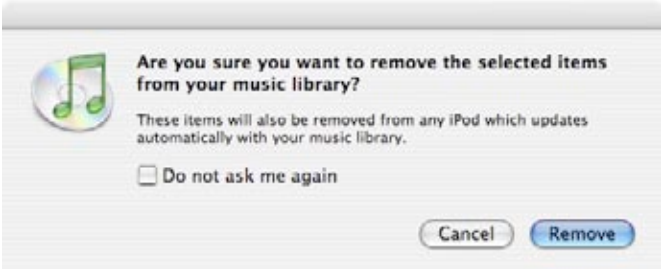 Are you sure you want to remove the selected items
from your music library?
These items will also be removed from any iPod which updates
automatically with your music library.
Do not ask me again
Cancel Remove